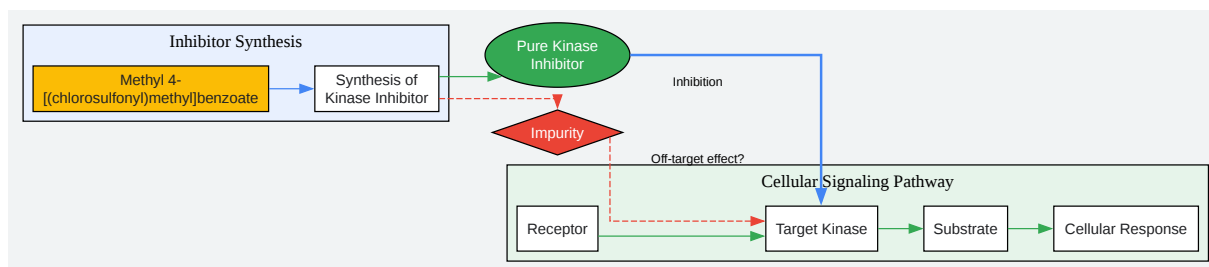 Inhibitor Synthesis
Methyl 4-
[(chlorosulfonyl)methyl]benzoate
Synthesis of
Kinase Inhibitor
Pure Kinase
Inhibitor
Inhibition
Impurity
Off-target effect?
Cellular Signaling Pathway
Receptor
Target Kinase
Substrate
Cellular Response